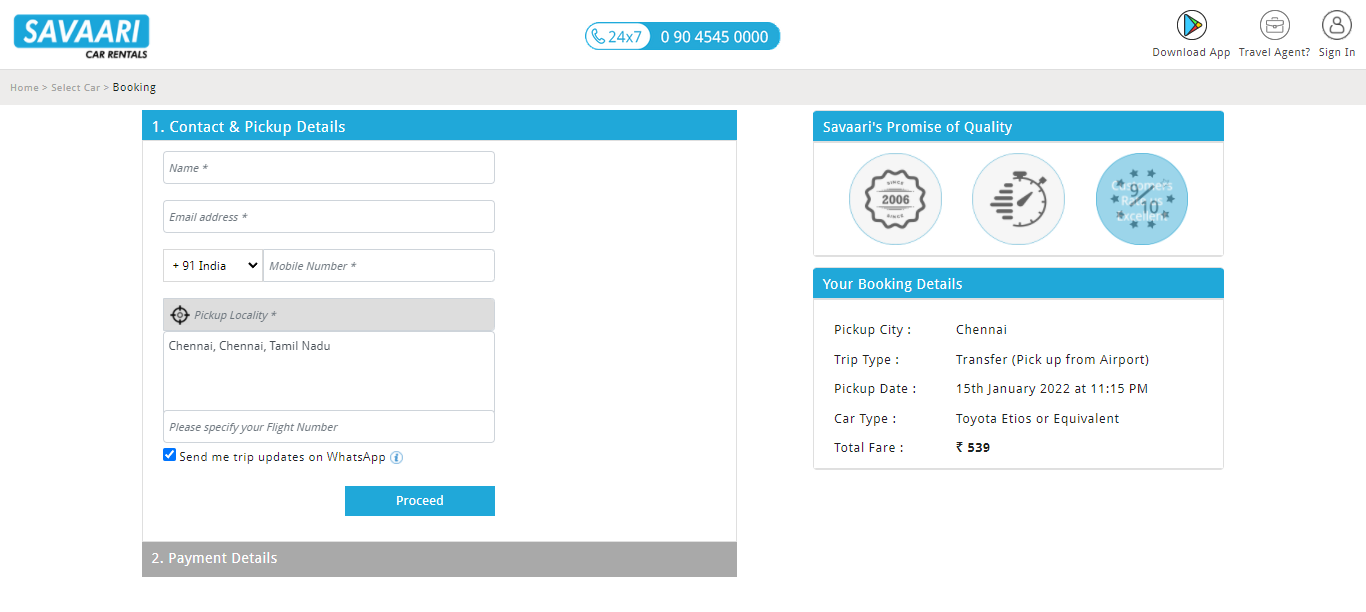 SAVAARI
CAR RENTALS
24x7 0 90 4545 0000
Download App
Travel Agent?
Sign In
Home > Select Car > Booking
1. Contact & Pickup Details
Name *
Email address *
+ 91 India
Mobile Number *
Pickup Locality *
Chennai, Chennai, Tamil Nadu
Please specify your Flight Number
Send me trip updates on WhatsApp
Proceed
2. Payment Details
Savaari's Promise of Quality
SINCE
2006
SINCE
Customers
9/10
Excellent
Your Booking Details
Pickup City : Chennai
Trip Type : Transfer (Pick up from Airport)
Pickup Date : 15th January 2022 at 11:15 PM
Car Type : Toyota Etios or Equivalent
Total Fare : ₹ 539